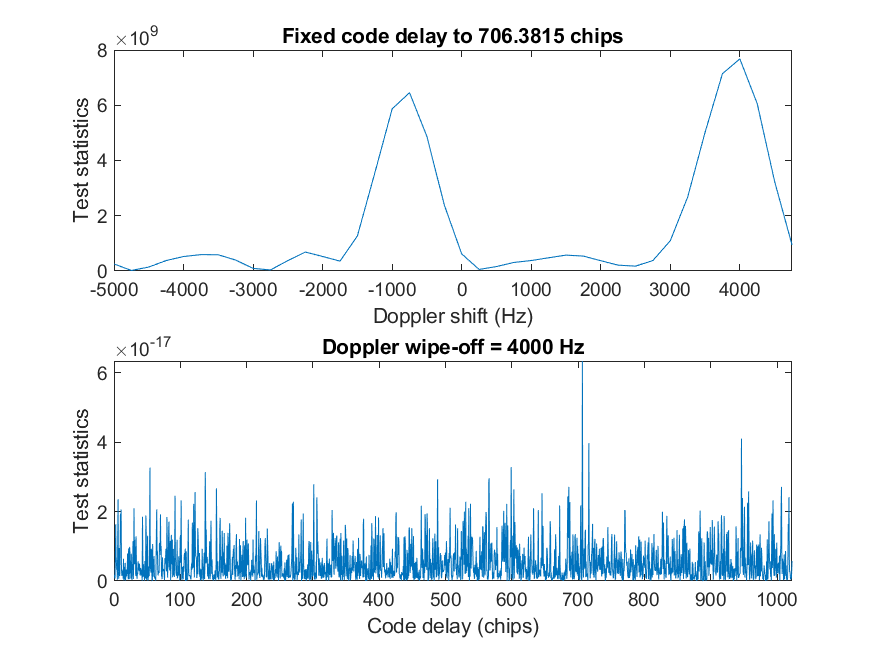 Fixed code delay to 706.3815 chips
×10^9
8
6
4
2
0
Test statistics
-5000 -4000 -3000 -2000 -1000 0 1000 2000 3000 4000
Doppler shift (Hz)
Doppler wipe-off = 4000 Hz
×10^-17
6
4
2
0
Test statistics
0 100 200 300 400 500 600 700 800 900 1000
Code delay (chips)